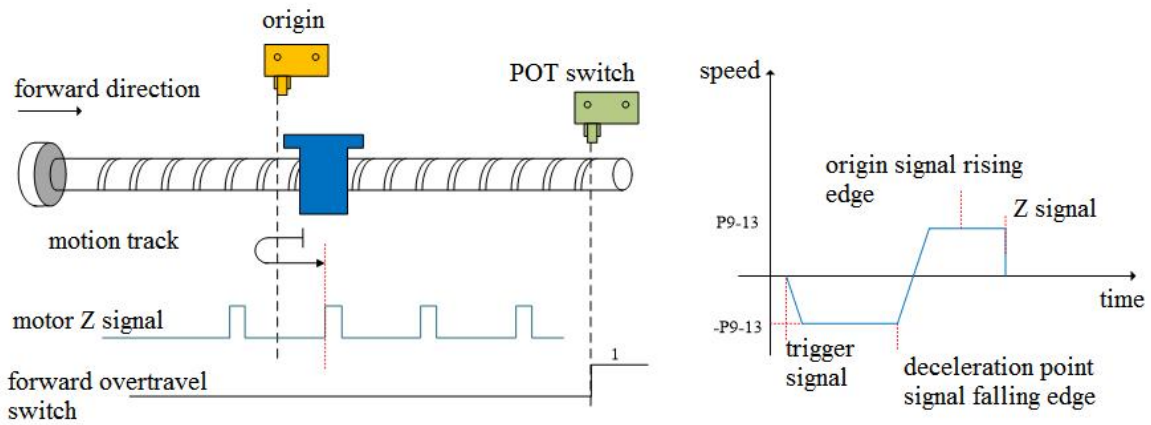 origin
forward direction
POT switch
motion track
motor Z signal
forward overtravel
switch
1
speed
origin signal rising
edge
Z signal
P9-13
time
-P9-13
trigger
signal
deceleration point
signal falling edge